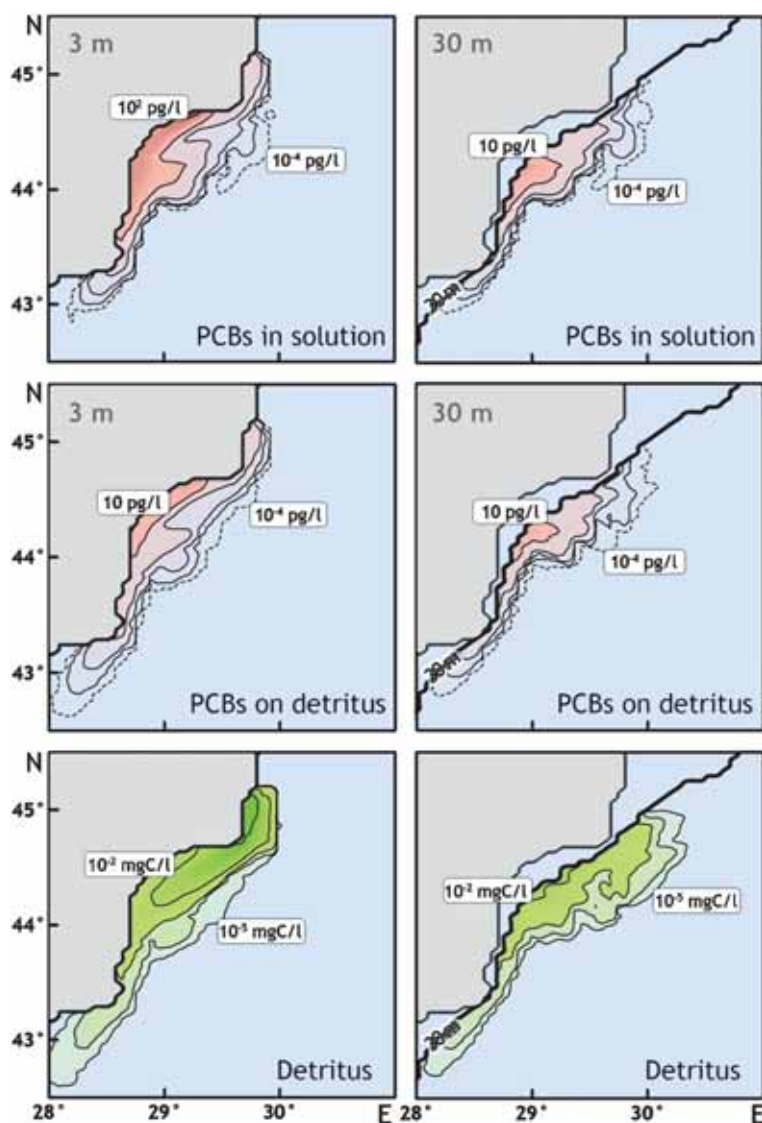 N
3 m
30 m
45°
10² pg/l
10 pg/l
10⁻⁴ pg/l
10⁻⁴ pg/l
44°
43°
PCBs in solution
PCBs in solution
N
3 m
30 m
45°
10 pg/l
10⁻⁴ pg/l
10 pg/l
44°
10⁻⁴ pg/l
43°
PCBs on detritus
PCBs on detritus
N
45°
10⁻² mgC/l
10⁻² mgC/l
44°
10⁻⁵ mgC/l
10⁻⁵ mgC/l
43°
Detritus
Detritus
28° 29° 30° E 28° 29° 30° E